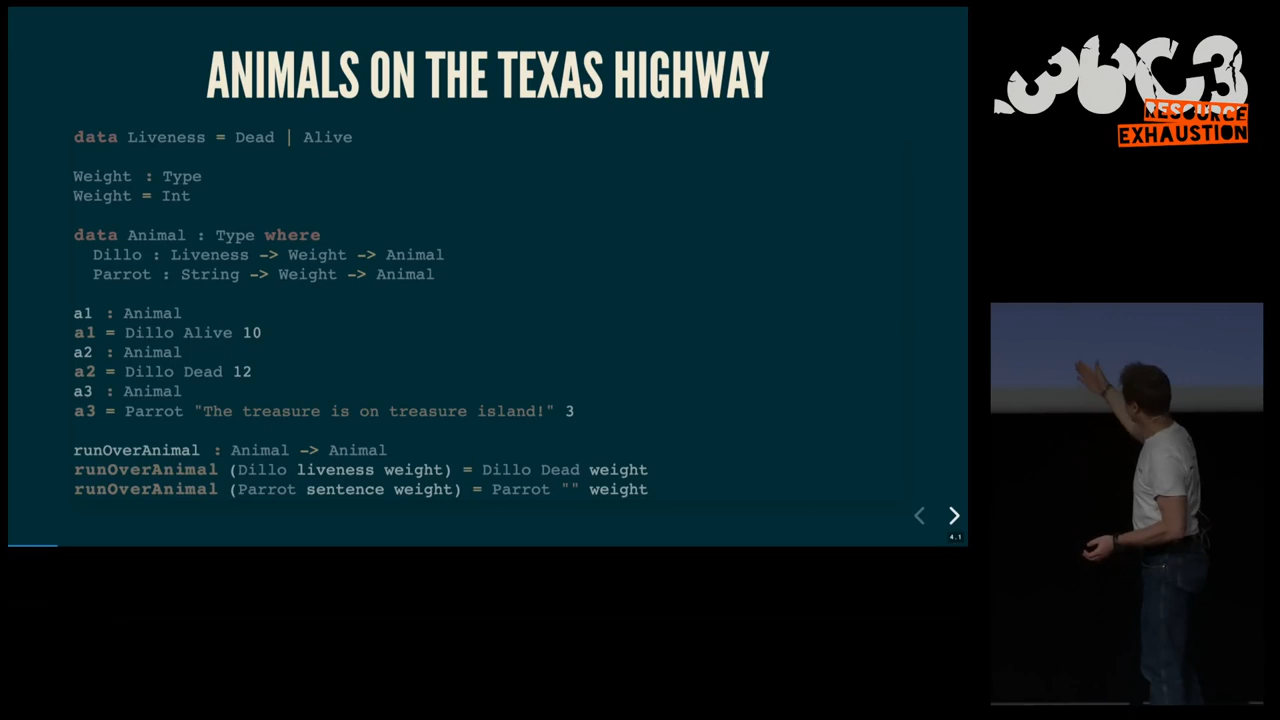 ANIMALS ON THE TEXAS HIGHWAY
data Liveness = Dead | Alive
Weight : Type
Weight = Int
data Animal : Type where
  Dillo : Liveness -> Weight -> Animal
  Parrot : String -> Weight -> Animal
a1 : Animal
a1 = Dillo Alive 10
a2 : Animal
a2 = Dillo Dead 12
a3 : Animal
a3 = Parrot "The treasure is on treasure island!" 3
runOverAnimal : Animal -> Animal
runOverAnimal (Dillo liveness weight) = Dillo Dead weight
runOverAnimal (Parrot sentence weight) = Parrot "" weight
4.1
36C3
RESOURCE
EXHAUSTION